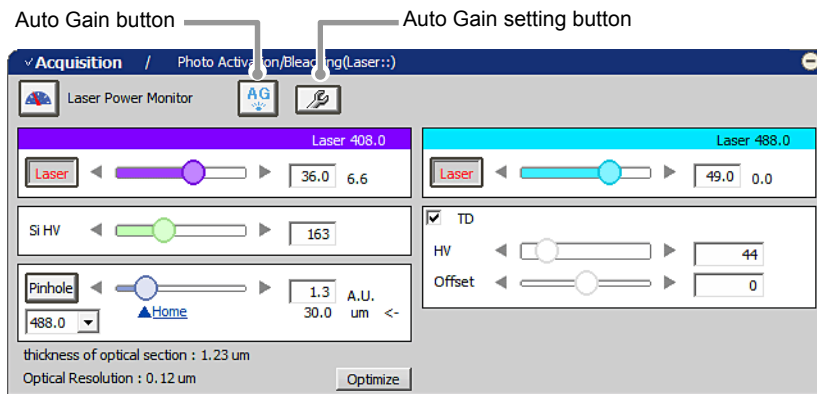 Auto Gain button
Auto Gain setting button
Acquisition / Photo Activation/Bleaching(Laser::)
Laser Power Monitor
AG
Laser 408.0
Laser 36.0 6.6
Si HV 163
Pinhole 1.3 A.U.
Home 30.0 um <-
488.0
thickness of optical section : 1.23 um
Optical Resolution : 0.12 um Optimize
Laser 488.0
Laser 49.0 0.0
TD
HV 44
Offset 0